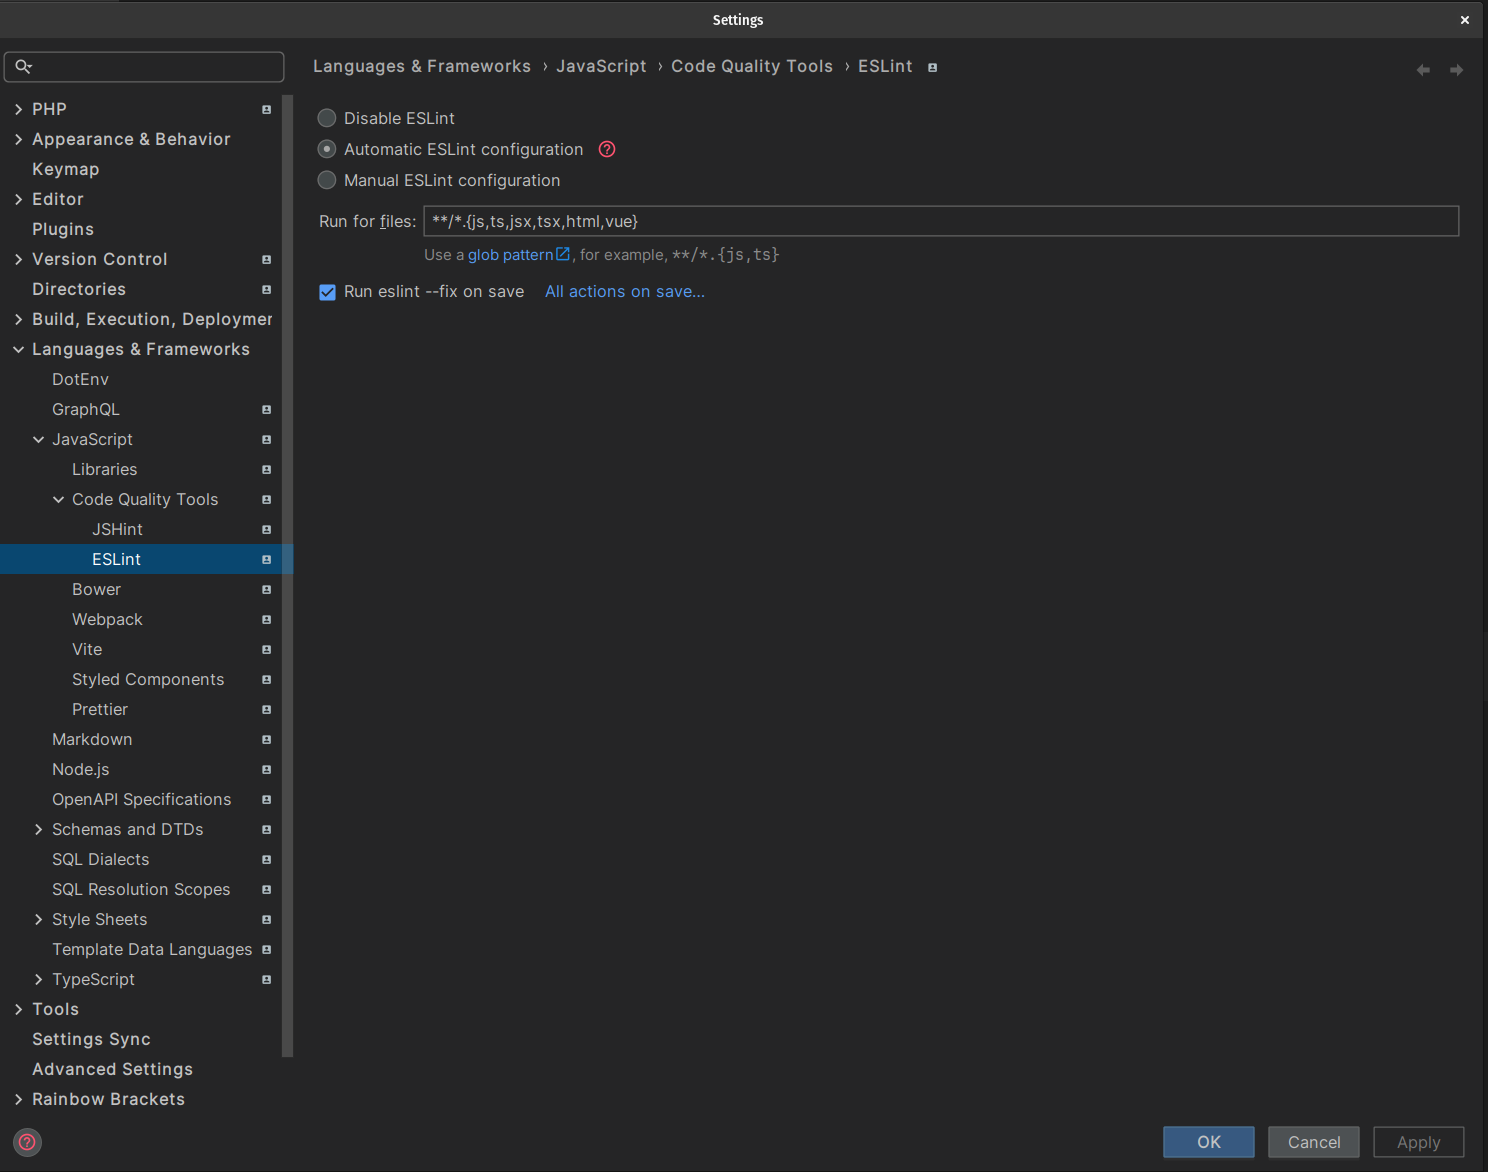 Settings
Languages & Frameworks › JavaScript › Code Quality Tools › ESLint
PHP
Appearance & Behavior
Keymap
Editor
Plugins
Version Control
Directories
Build, Execution, Deploymer
Languages & Frameworks
DotEnv
GraphQL
JavaScript
Libraries
Code Quality Tools
JSHint
ESLint
Bower
Webpack
Vite
Styled Components
Prettier
Markdown
Node.js
OpenAPI Specifications
Schemas and DTDs
SQL Dialects
SQL Resolution Scopes
Style Sheets
Template Data Languages
TypeScript
Tools
Settings Sync
Advanced Settings
Rainbow Brackets
Disable ESLint
Automatic ESLint configuration
Manual ESLint configuration
Run for files: **/*.{js,ts,jsx,tsx,html,vue}
Use a glob pattern, for example, **/*.{js,ts}
Run eslint --fix on save All actions on save...
OK Cancel Apply